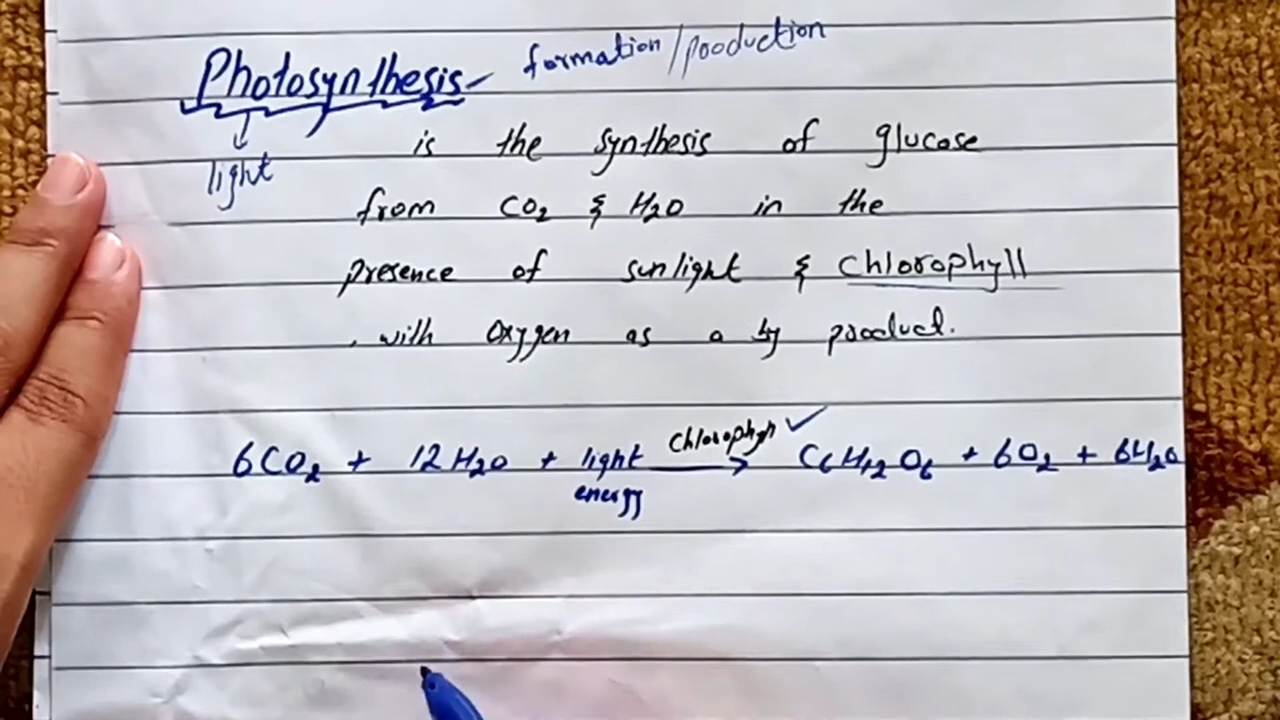 Photosynthesis formation/production
light
is the synthesis of glucose
from CO₂ & H2O in the
presence of sunlight & Chlorophyll
, with oxygen as a by product.
Chlorophyll ✓
6CO₂ + 12H₂O + light → C₆H₁₂O₆ + 6O₂ + 6H₂O
energy